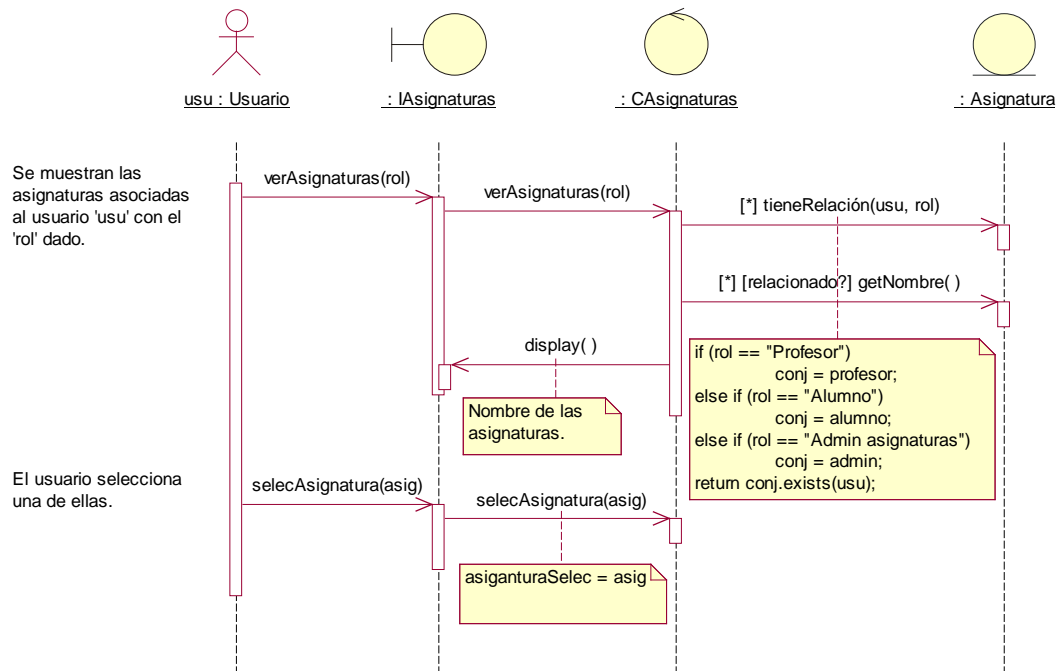 usu : Usuario
: IAsignaturas
: CAsignaturas
: Asignatura
Se muestran las
asignaturas asociadas
al usuario 'usu' con el
'rol' dado.
verAsignaturas(rol)
verAsignaturas(rol)
[*] tieneRelación(usu, rol)
[*] [relacionado?] getNombre( )
display( )
if (rol == "Profesor")
conj = profesor;
else if (rol == "Alumno")
conj = alumno;
else if (rol == "Admin asignaturas")
conj = admin;
return conj.exists(usu);
Nombre de las
asignaturas.
El usuario selecciona
una de ellas.
selecAsignatura(asig)
selecAsignatura(asig)
asiganturaSelec = asig